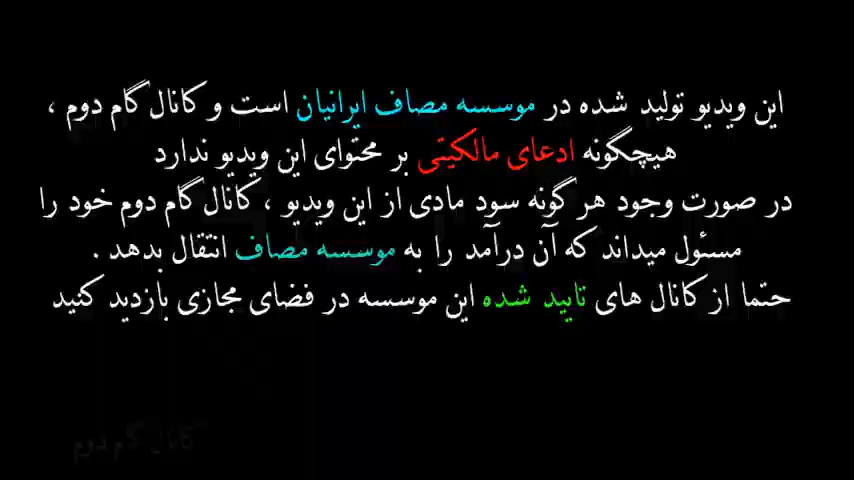 این ویدیو تولید شده در موسسه مصاف ایرانیان است و کانال گام دوم ،
هیچگونه ادعای مالکیتی بر محتوای این ویدیو ندارد
در صورت وجود هرگونه سود مادی از این ویدیو ، کانال گام دوم خود را
مسئول میداند که آن درآمد را به موسسه مصاف انتقال بدهد .
حتما از کانال های تایید شده این موسسه در فضای مجازی بازدید کنید
کانال گام دوم